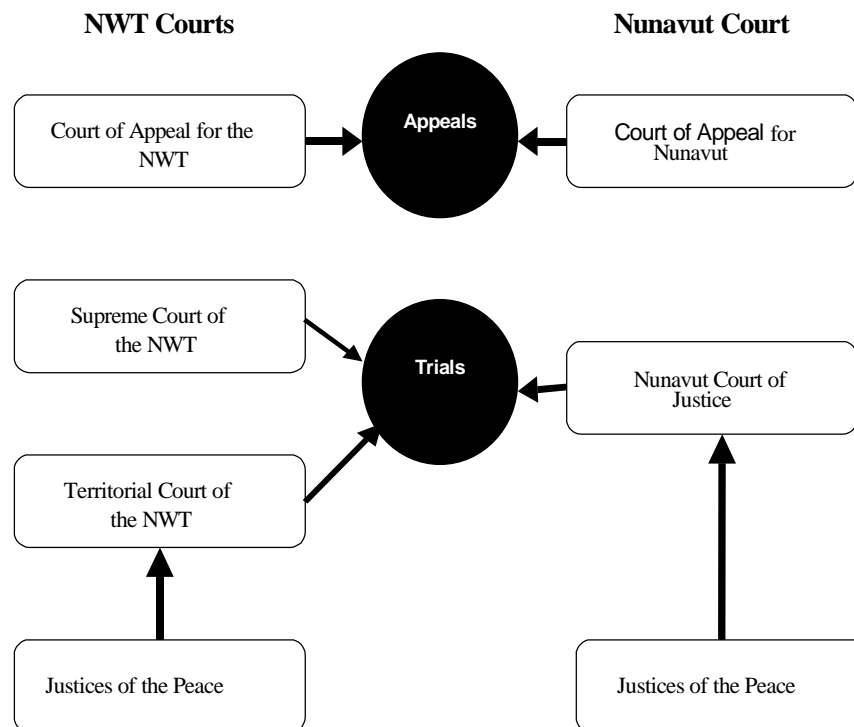 NWT Courts
Nunavut Court
Court of Appeal for the
NWT
Appeals
Court of Appeal for
Nunavut
Supreme Court of
the NWT
Trials
Nunavut Court of
Justice
Territorial Court of
the NWT
Justices of the Peace
Justices of the Peace